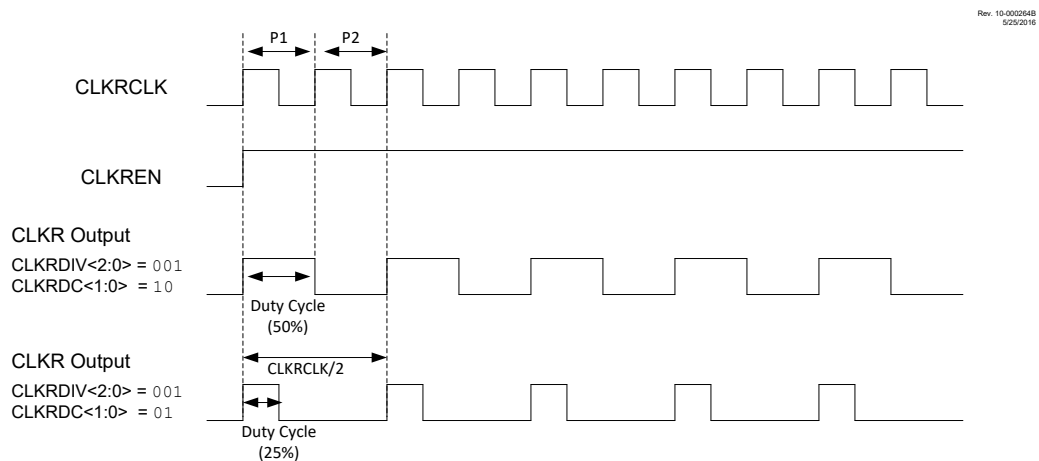 Rev. 10-000264B
5/25/2016
P1
P2
CLKRCLK
CLKREN
CLKR Output
CLKRDIV<2:0> = 001
CLKRDC<1:0> = 10
Duty Cycle
(50%)
CLKR Output
CLKRCLK/2
CLKRDIV<2:0> = 001
CLKRDC<1:0> = 01
Duty Cycle
(25%)